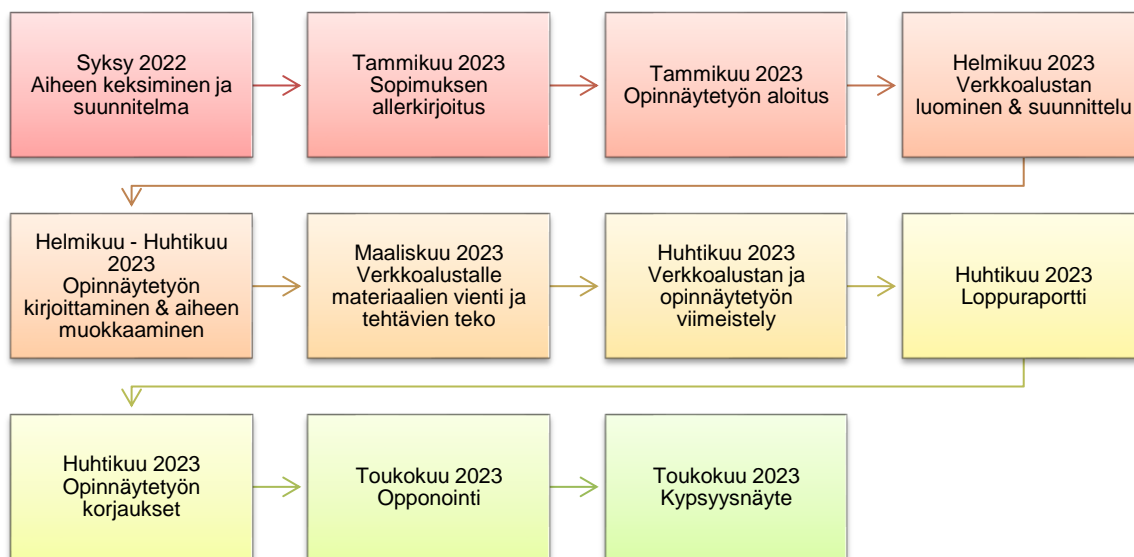 Syksy 2022
Aiheen keksiminen ja
suunnitelma
Tammikuu 2023
Sopimuksen
allerkirjoitus
Tammikuu 2023
Opinnäytetyön aloitus
Helmikuu 2023
Verkkoalustan
luominen & suunnittelu
Helmikuu - Huhtikuu
2023
Opinnäytetyön
kirjoittaminen & aiheen
muokkaaminen
Maaliskuu 2023
Verkkoalustalle
materiaalien vienti ja
tehtävien teko
Huhtikuu 2023
Verkkoalustan ja
opinnäytetyön
viimeistely
Huhtikuu 2023
Loppuraportti
Huhtikuu 2023
Opinnäytetyön
korjaukset
Toukokuu 2023
Opponointi
Toukokuu 2023
Kypsyysnäyte